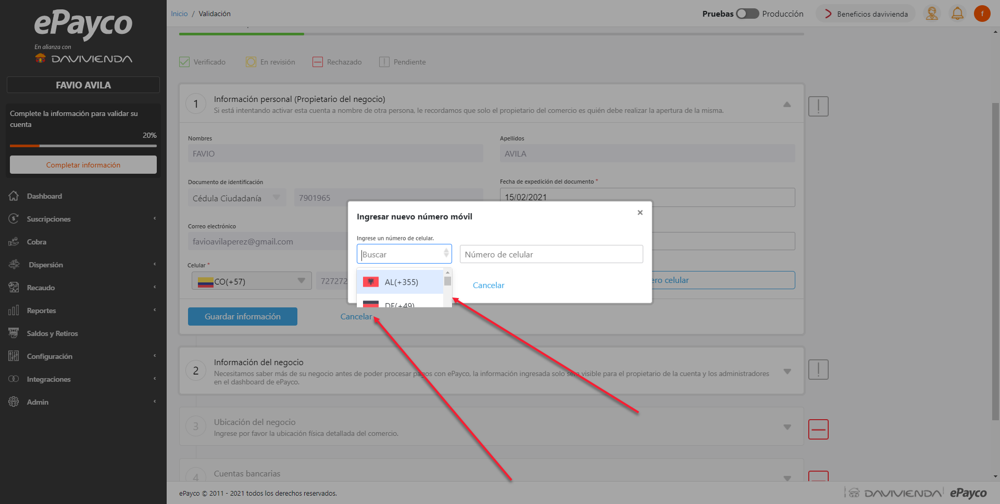 ePayco
En alianza con
DAVIVIENDA
FAVIO AVILA
Complete la información para validar su
cuenta
20%
Completar información
Dashboard
Suscripciones
Cobra
Dispersión
Recaudo
Reportes
Saldos y Retiros
Configuración
Integraciones
Admin
Inicio / Validación
Pruebas
Producción
Beneficios davivienda
f
Verificado
En revisión
Rechazado
Pendiente
1
Información personal (Propietario del negocio)
Si está intentando activar esta cuenta a nombre de otra persona, le recordamos que solo el propietario del comercio es quién debe realizar la apertura de la misma.
Nombres
Apellidos
FAVIO
AVILA
Documento de identificación
Fecha de expedición del documento *
Cédula Ciudadanía
7901965
15/02/2021
Correo electrónico
favioavilaperez@gmail.com
Celular *
CO(+57)
727272
ero celular
Guardar información
Cancelar
Ingresar nuevo número móvil
×
Ingrese un número de celular.
Buscar
Número de celular
AL(+355)
DE(+49)
Cancelar
2
Información del negocio
Necesitamos saber más de su negocio antes de poder procesar pagos con ePayco, la información ingresada solo sera visible para el propietario de la cuenta y los administradores
en el dashboard de ePayco.
3
Ubicación del negocio
Ingrese por favor la ubicación física detallada del comercio.
4
Cuentas bancarias
ePayco © 2011 - 2021 todos los derechos reservados.
DAVIVIENDA
ePayco